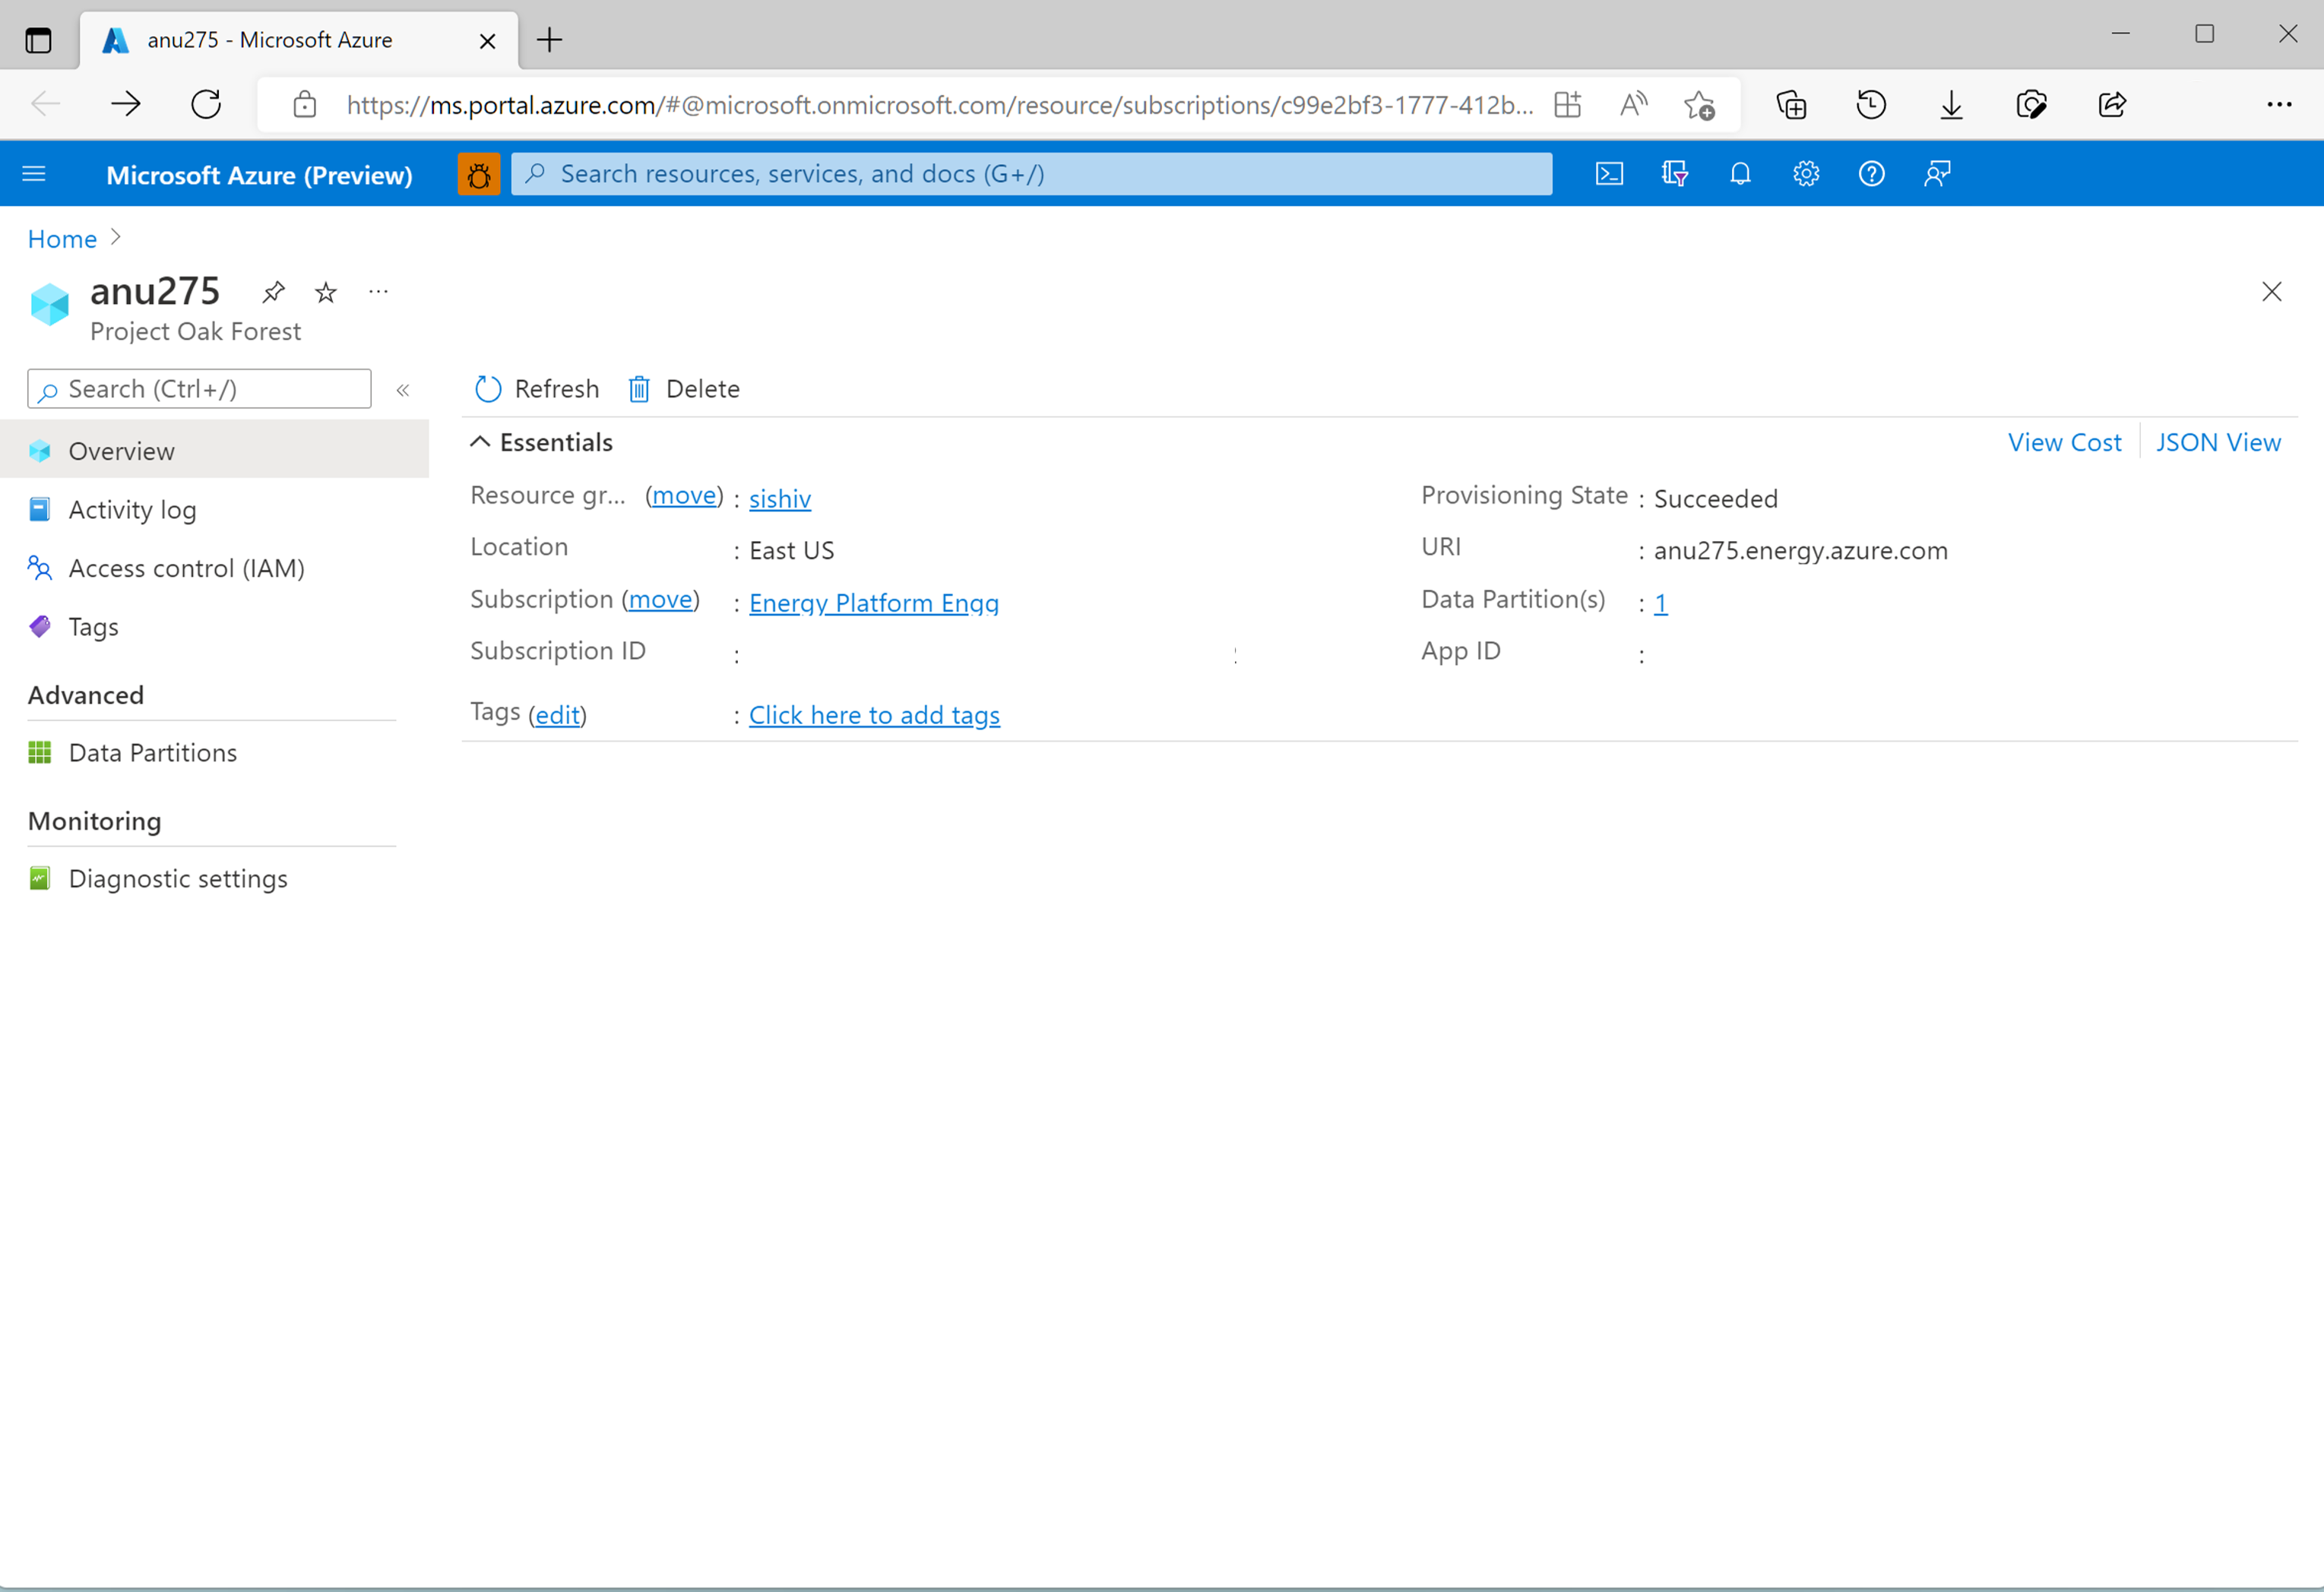 anu275 - Microsoft Azure
https://ms.portal.azure.com/#@microsoft.onmicrosoft.com/resource/subscriptions/c99e2bf3-1777-412b...
Microsoft Azure (Preview)
Search resources, services, and docs (G+/)
Home
anu275
Project Oak Forest
Search (Ctrl+/)
Refresh
Delete
Overview
Activity log
Access control (IAM)
Tags
Advanced
Data Partitions
Monitoring
Diagnostic settings
Essentials
View Cost
JSON View
Resource gr... (move) : sishiv
Location : East US
Subscription (move) : Energy Platform Engg
Subscription ID :
Tags (edit) : Click here to add tags
Provisioning State : Succeeded
URI : anu275.energy.azure.com
Data Partition(s) : 1
App ID :